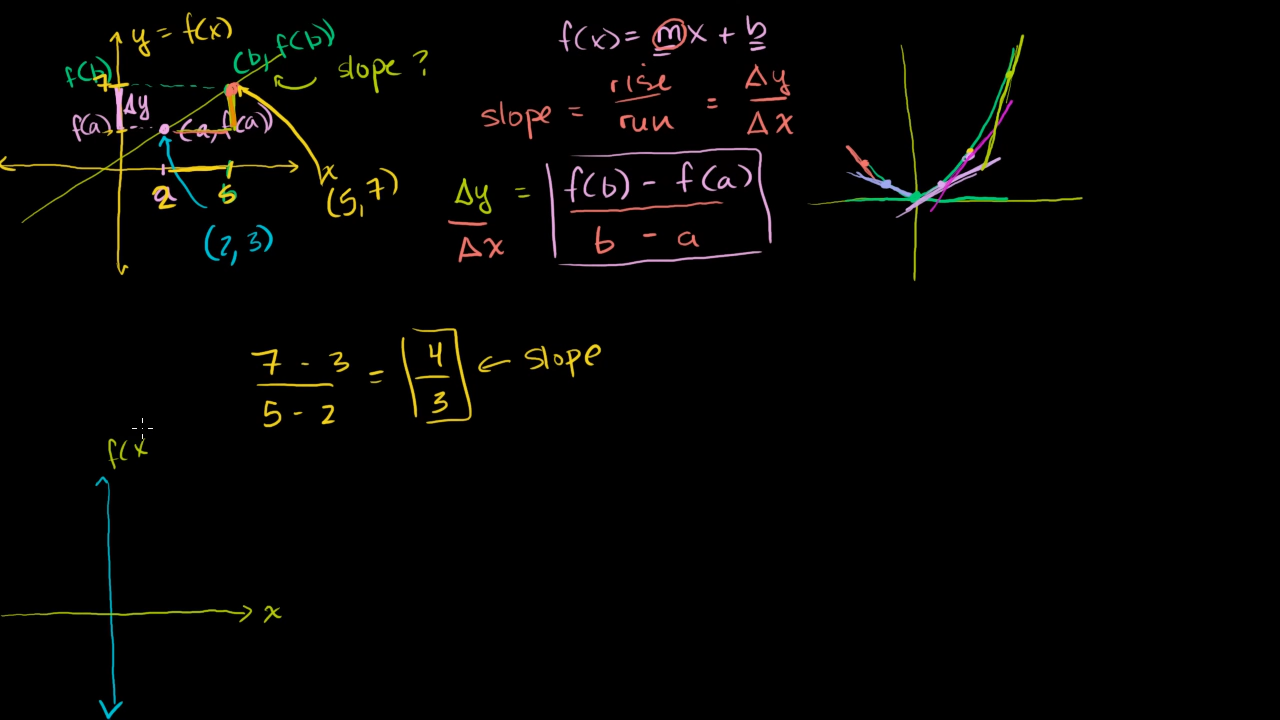 y = f(x)
(b, f(b))
f(b)
7
slope ?
Δy
f(a)
(a, f(a))
x
2
5
(5, 7)
(2, 3)
f(x) = mx + b
slope = rise / run = Δy / Δx
Δy / Δx = f(b) - f(a) / b - a
7 - 3 / 5 - 2 = 4 / 3 ← slope
f(x
x